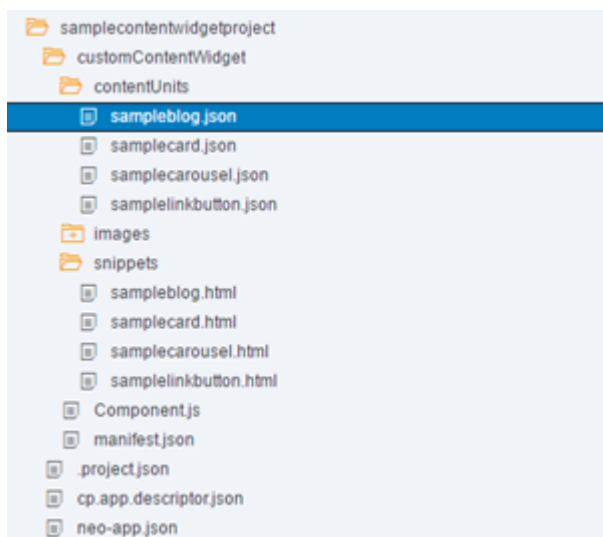 samplecontentwidgetproject
customContentWidget
contentUnits
sampleblog.json
samplecard.json
samplecarousel.json
samplelinkbutton.json
images
snippets
sampleblog.html
samplecard.html
samplecarousel.html
samplelinkbutton.html
Component.js
manifest.json
.project.json
cp.app.descriptor.json
neo-app.json